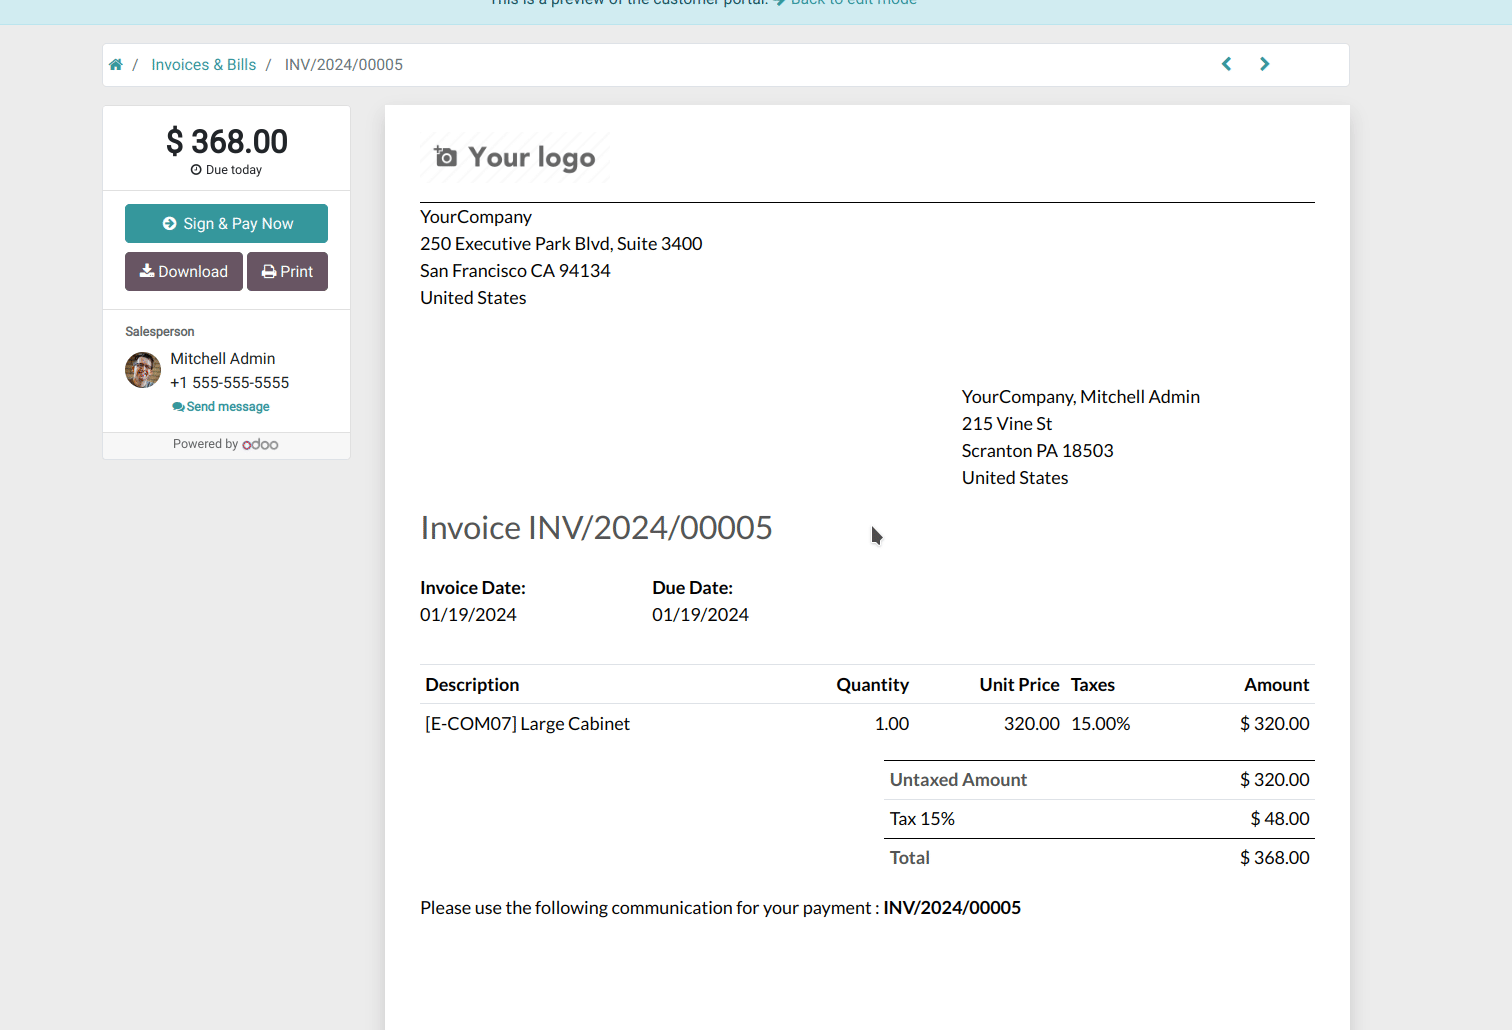 This is a preview of the customer portal. Back to edit mode
/ Invoices & Bills / INV/2024/00005
$ 368.00
Due today
Sign & Pay Now
Download Print
Salesperson
Mitchell Admin
+1 555-555-5555
Send message
Powered by odoo
Your logo
YourCompany
250 Executive Park Blvd, Suite 3400
San Francisco CA 94134
United States
YourCompany, Mitchell Admin
215 Vine St
Scranton PA 18503
United States
Invoice INV/2024/00005
Invoice Date: Due Date:
01/19/2024 01/19/2024
Description Quantity Unit Price Taxes Amount
[E-COM07] Large Cabinet 1.00 320.00 15.00% $ 320.00
Untaxed Amount $ 320.00
Tax 15% $ 48.00
Total $ 368.00
Please use the following communication for your payment : INV/2024/00005